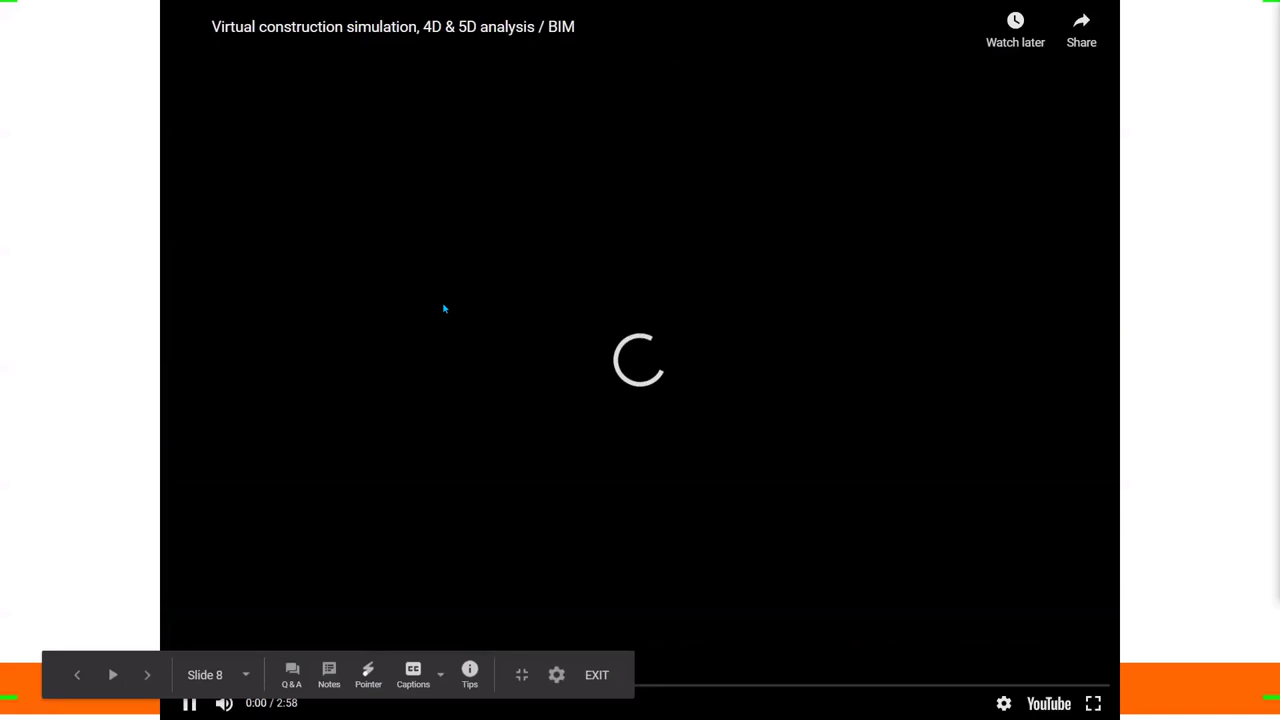 Virtual construction simulation, 4D & 5D analysis / BIM
Watch later
Share
Slide 8
Q & A
Notes
Pointer
CC
Captions
Tips
EXIT
0:00 / 2:58
YouTube